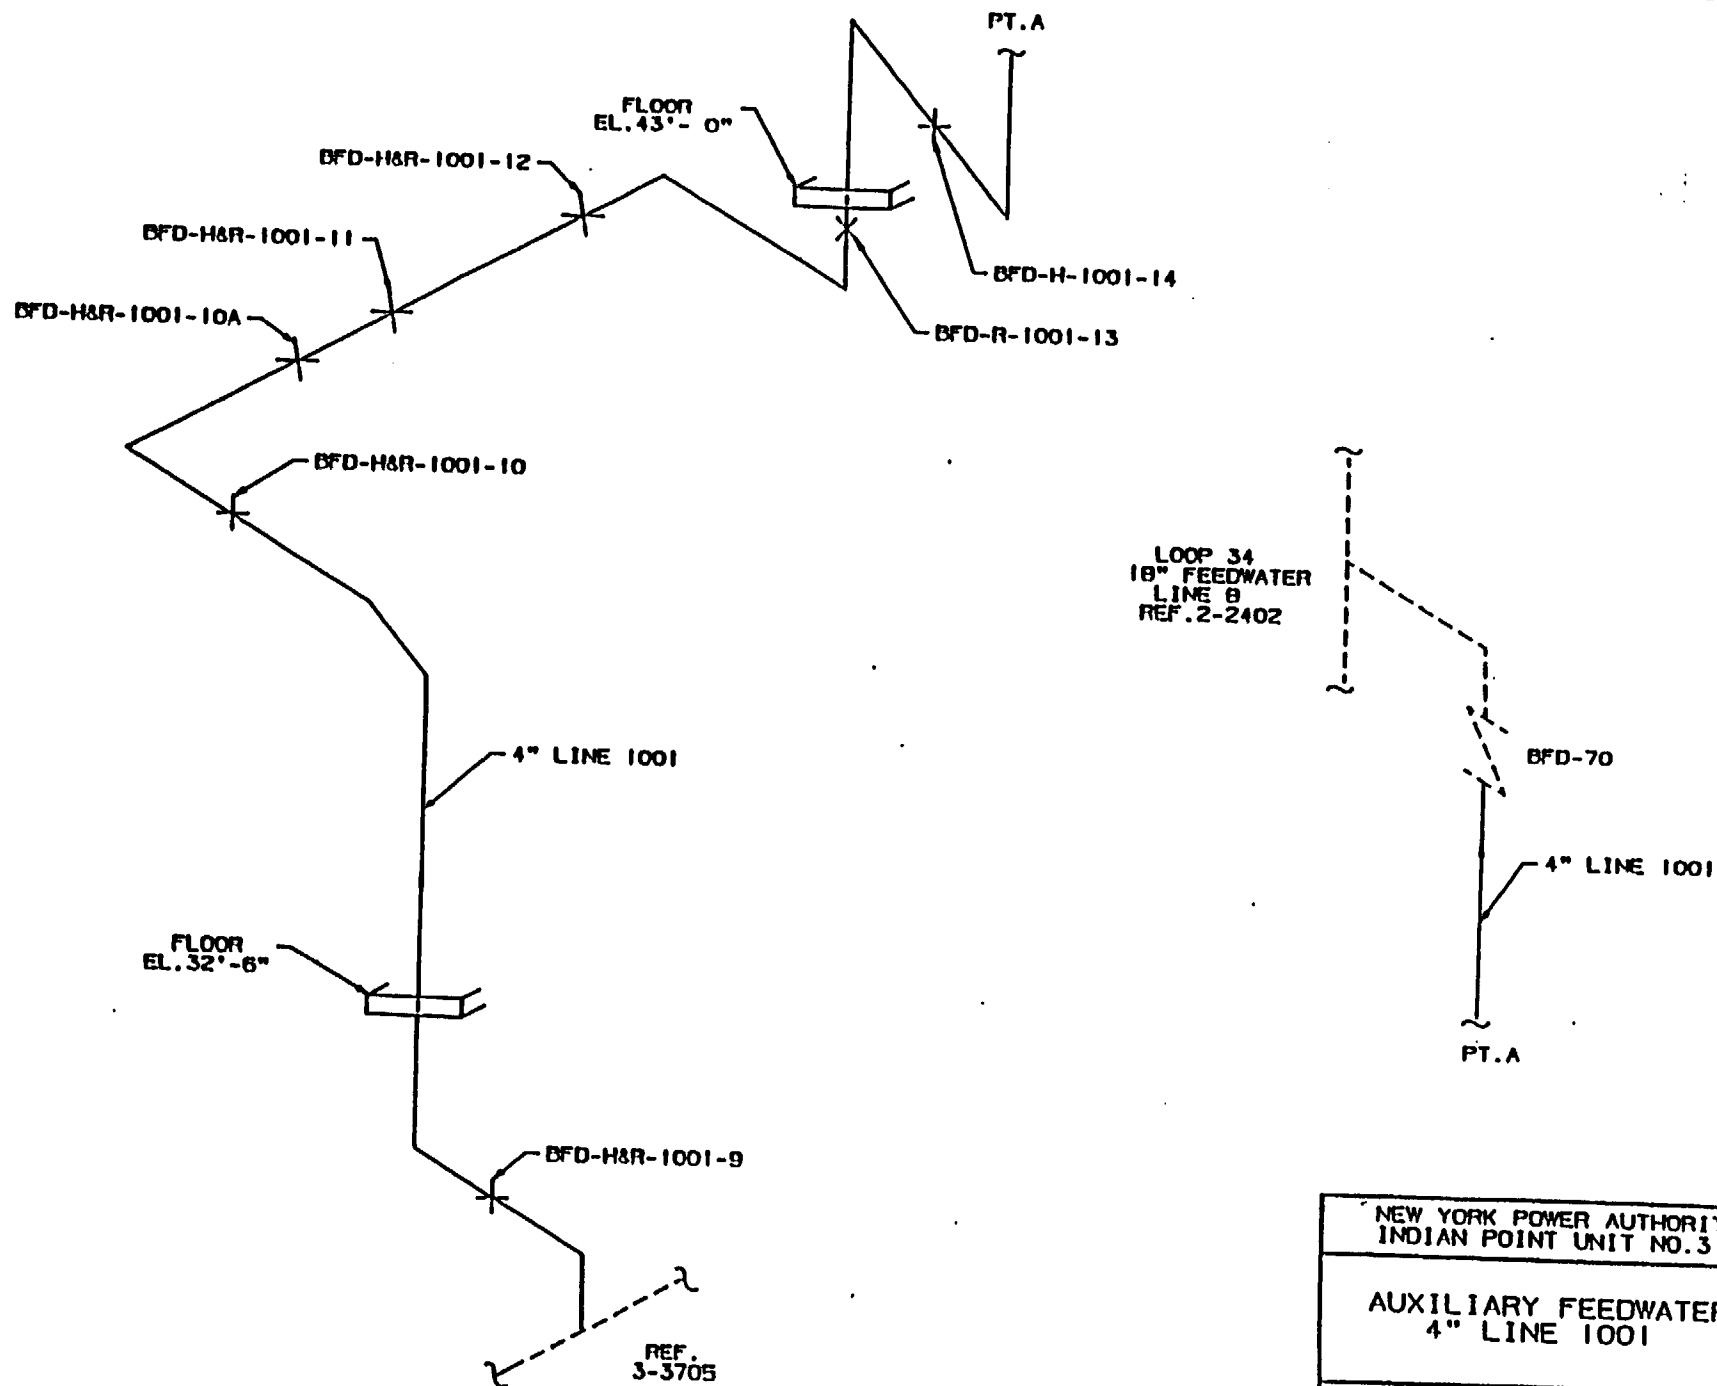 PT.A
FLOOR
EL.43'- 0"
BFD-H&R-1001-12
BFD-H&R-1001-11
BFD-H-1001-14
BFD-H&R-1001-10A
BFD-R-1001-13
BFD-H&R-1001-10
LOOP 34
18" FEEDWATER
LINE 8
REF.2-2402
4" LINE 1001
BFD-70
4" LINE 1001
FLOOR
EL.32'-6"
PT.A
BFD-H&R-1001-9
REF.
3-3705
NEW YORK POWER AUTHORIT
INDIAN POINT UNIT NO.3
AUXILIARY FEEDWATER
4" LINE 1001